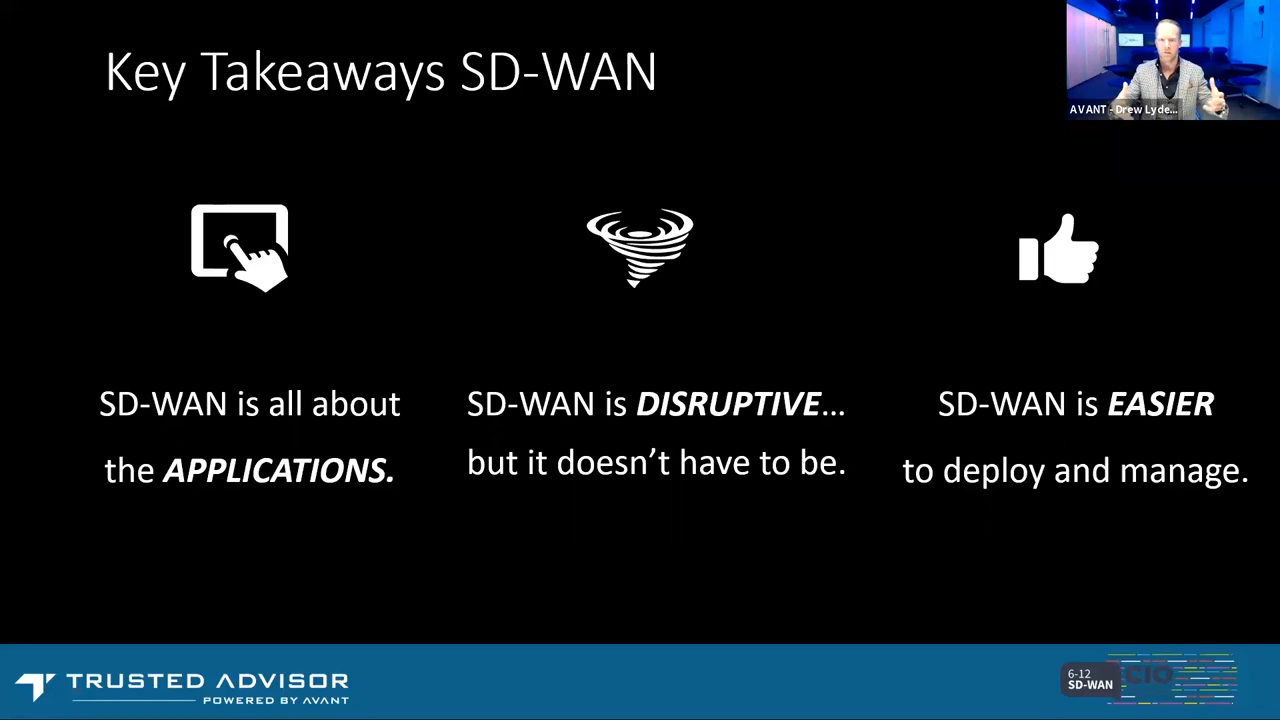 Key Takeaways SD-WAN
AVANT - Drew Lyde...
SD-WAN is all about
the APPLICATIONS.
SD-WAN is DISRUPTIVE...
but it doesn't have to be.
SD-WAN is EASIER
to deploy and manage.
TRUSTED ADVISOR
POWERED BY AVANT
6-12
SD-WAN
CIO